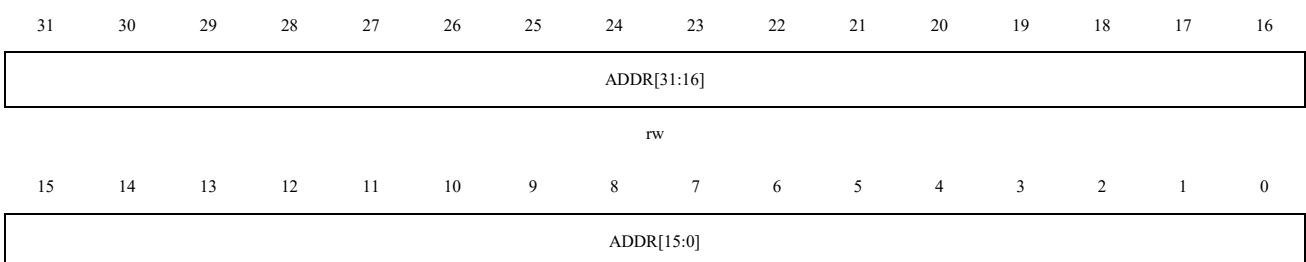 31 30 29 28 27 26 25 24 23 22 21 20 19 18 17 16
ADDR[31:16]
rw
15 14 13 12 11 10 9 8 7 6 5 4 3 2 1 0
ADDR[15:0]